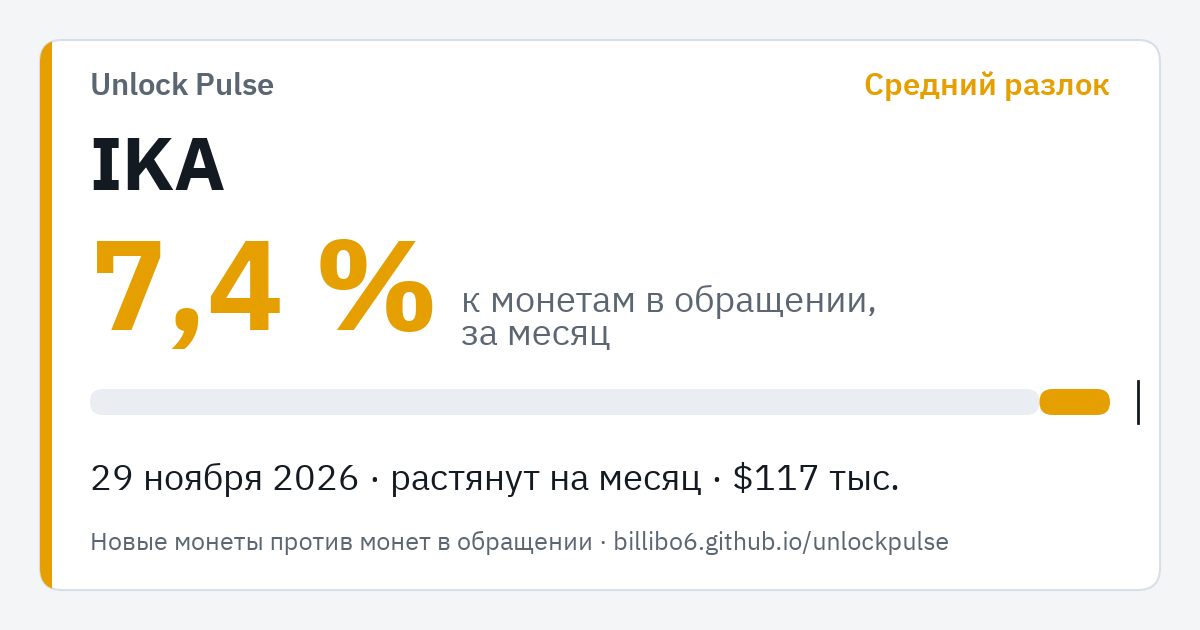 Unlock Pulse
Средний разлок
IKA
7,4 %
к монетам в обращении,
за месяц
29 ноября 2026 · растянут на месяц · $117 тыс.
Новые монеты против монет в обращении · billibo6.github.io/unlockpulse